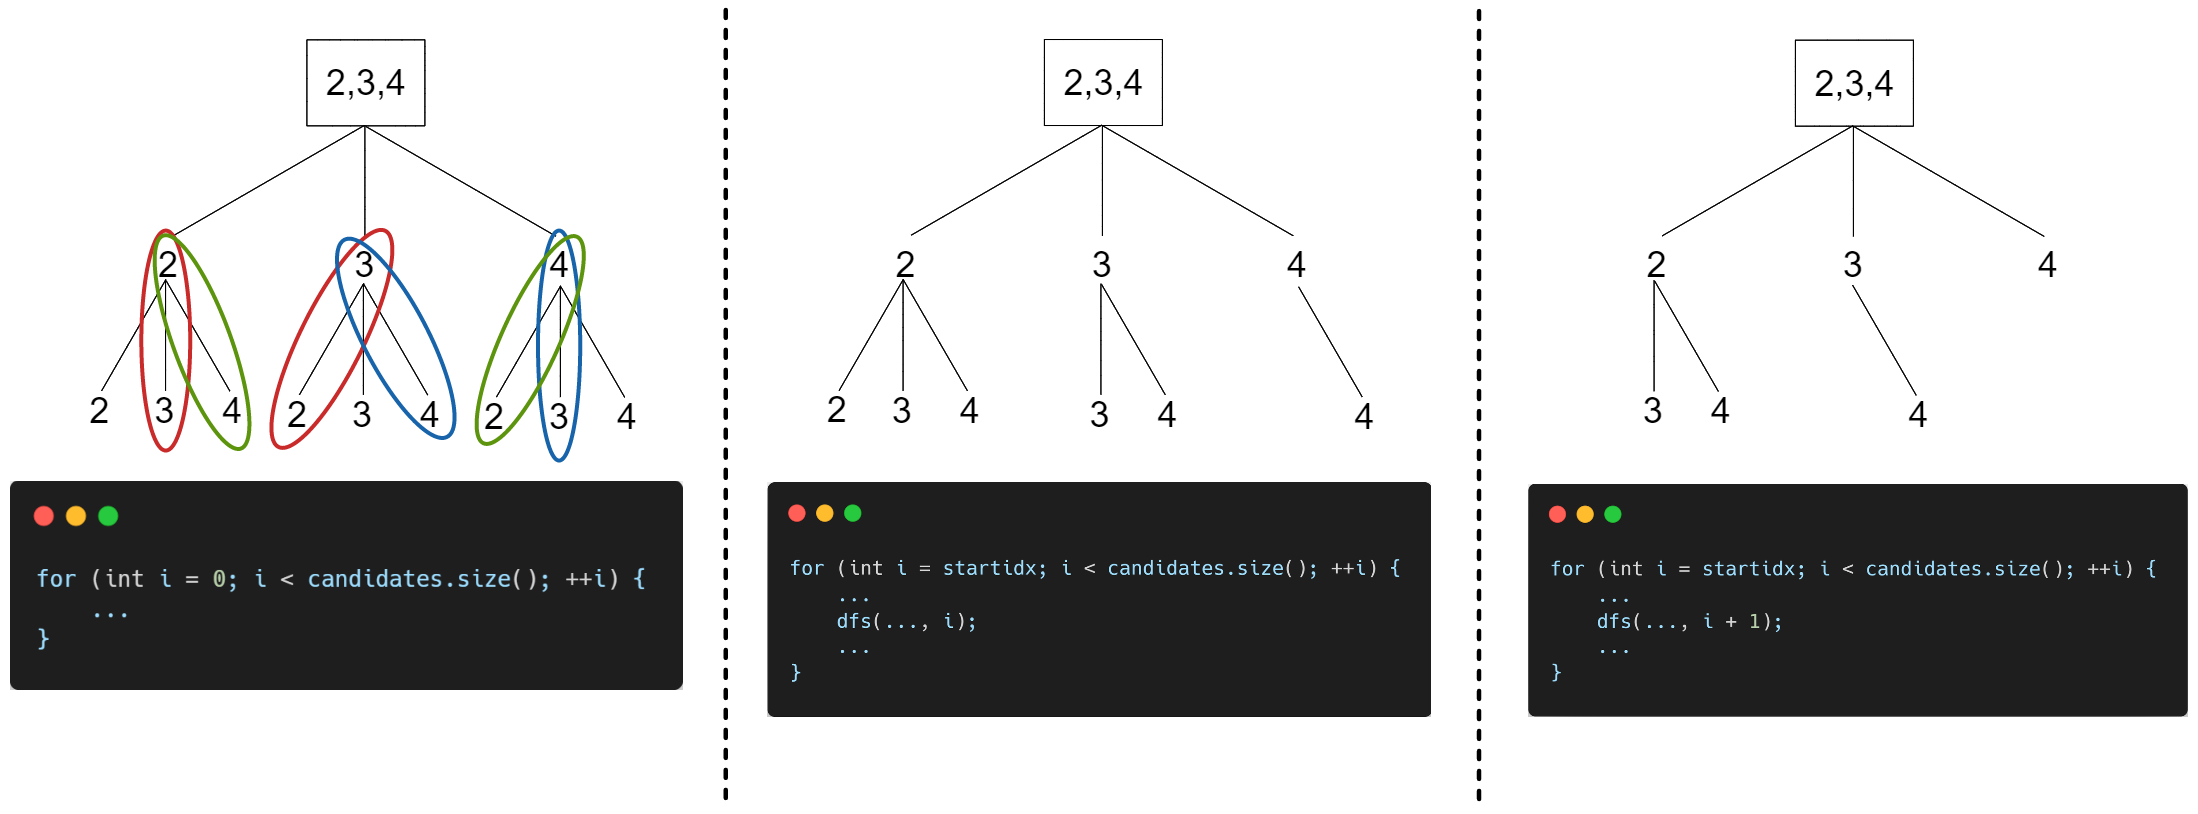 2,3,4
2 3 4
2 3 4 2 3 4 2 3 4
for (int i = 0; i < candidates.size(); ++i) {
...
}
2,3,4
2 3 4
2 3 4 3 4 4
for (int i = startidx; i < candidates.size(); ++i) {
...
dfs(..., i);
...
}
2,3,4
2 3 4
3 4 4
for (int i = startidx; i < candidates.size(); ++i) {
...
dfs(..., i + 1);
...
}